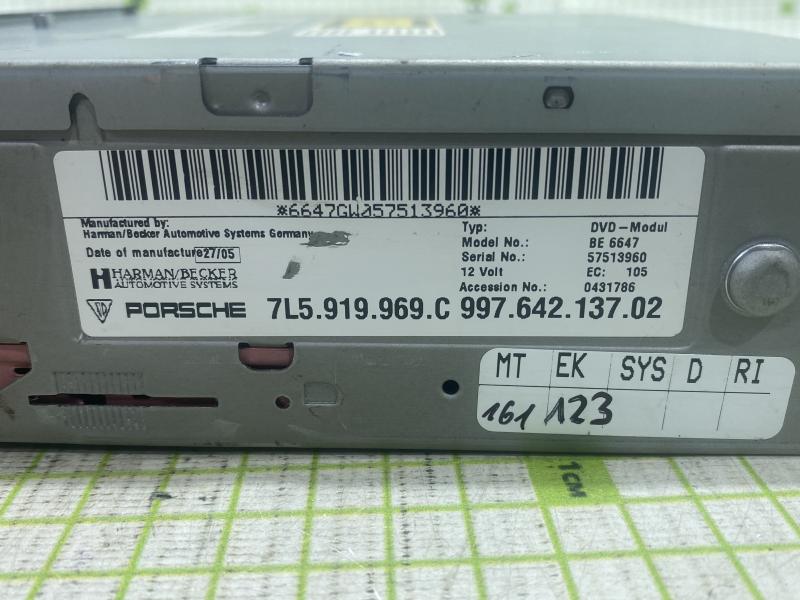 *6647GW057513960*
Manufactured by:
Harman/Becker Automotive Systems Germany
Date of manufacture 27/05
HARMAN/BECKER
AUTOMOTIVE SYSTEMS
Typ: DVD-Modul
Model No.: BE 6647
Serial No.: 57513960
12 Volt EC: 105
Accession No.: 0431786
PORSCHE 7L5.919.969.C 997.642.137.02
MT EK SYS D RI
161 123
1CM